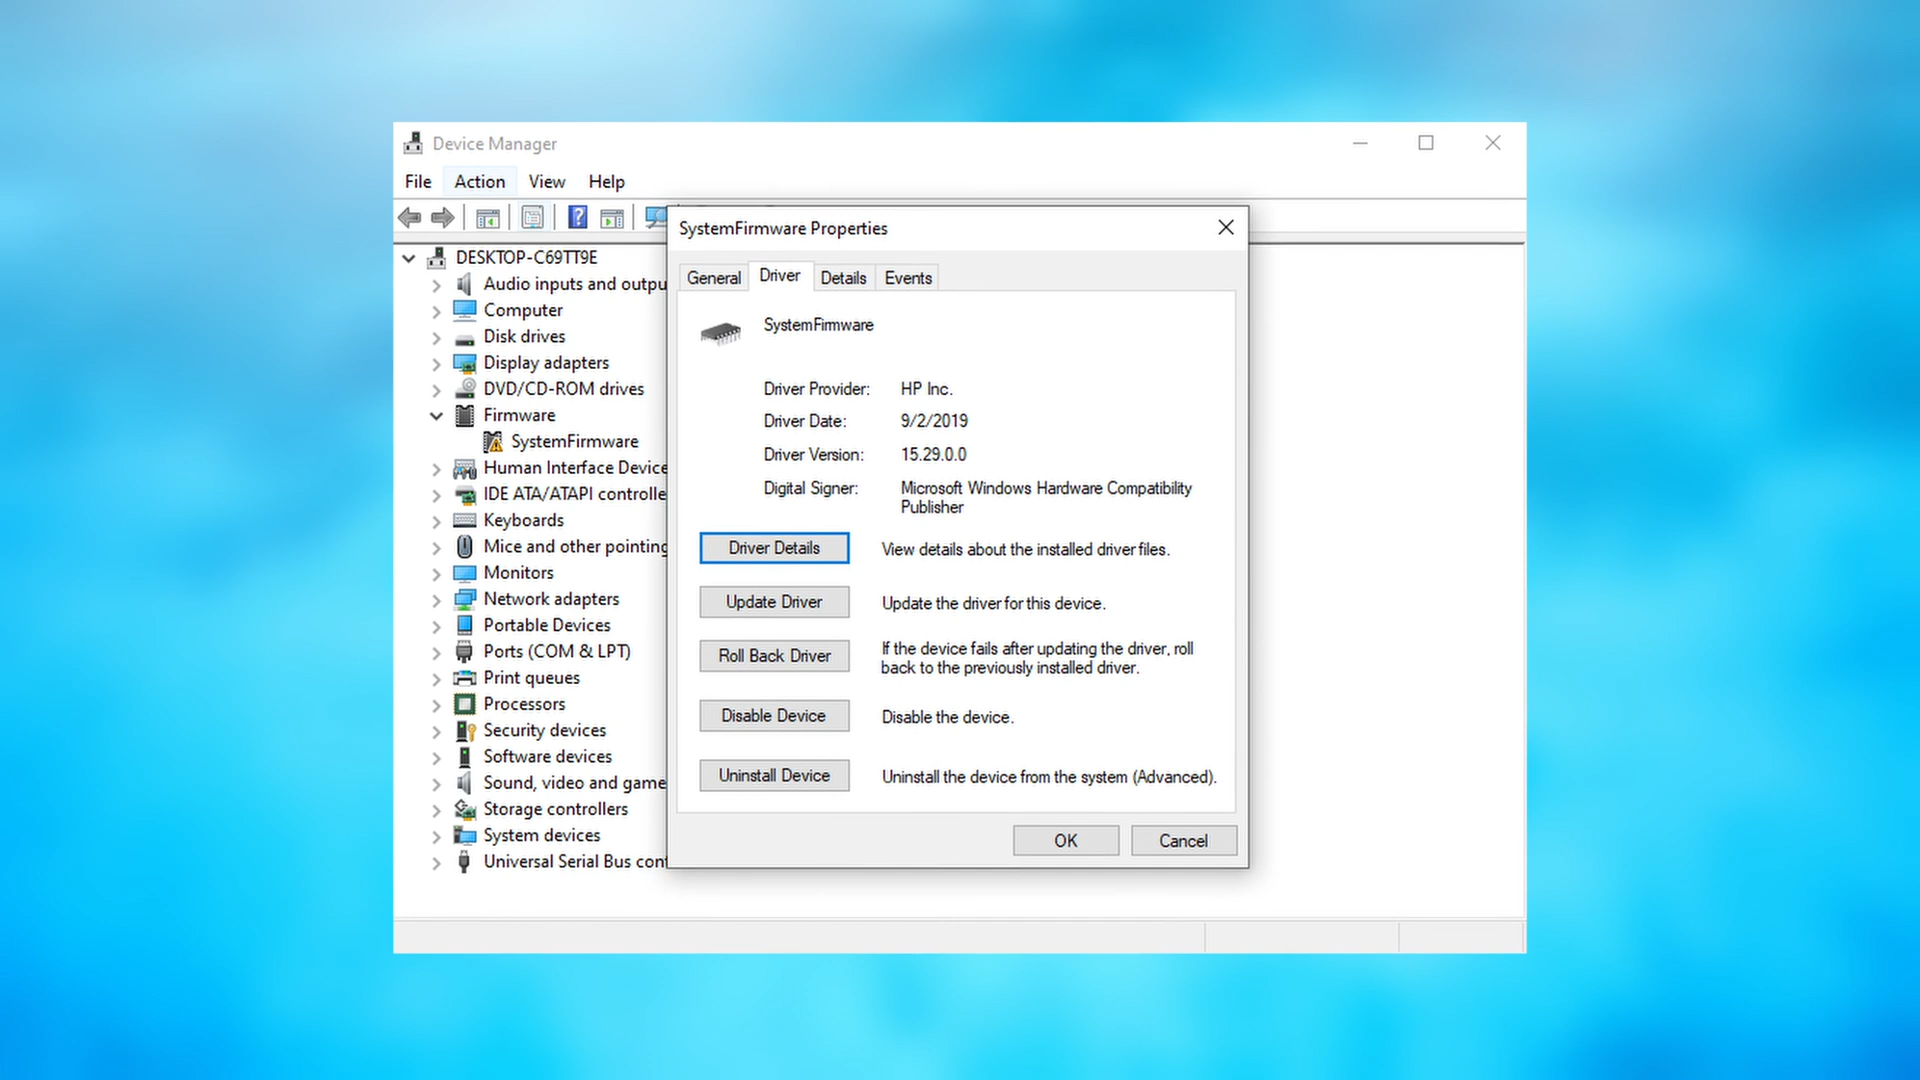 Device Manager
File Action View Help
DESKTOP-C69TT9E
Audio inputs and outpu
Computer
Disk drives
Display adapters
DVD/CD-ROM drives
Firmware
SystemFirmware
Human Interface Device
IDE ATA/ATAPI controlle
Keyboards
Mice and other pointing
Monitors
Network adapters
Portable Devices
Ports (COM & LPT)
Print queues
Processors
Security devices
Software devices
Sound, video and game
Storage controllers
System devices
Universal Serial Bus cont
SystemFirmware Properties
General Driver Details Events
SystemFirmware
Driver Provider: HP Inc.
Driver Date: 9/2/2019
Driver Version: 15.29.0.0
Digital Signer: Microsoft Windows Hardware Compatibility
Publisher
Driver Details View details about the installed driver files.
Update Driver Update the driver for this device.
Roll Back Driver If the device fails after updating the driver, roll
back to the previously installed driver.
Disable Device Disable the device.
Uninstall Device Uninstall the device from the system (Advanced).
OK Cancel